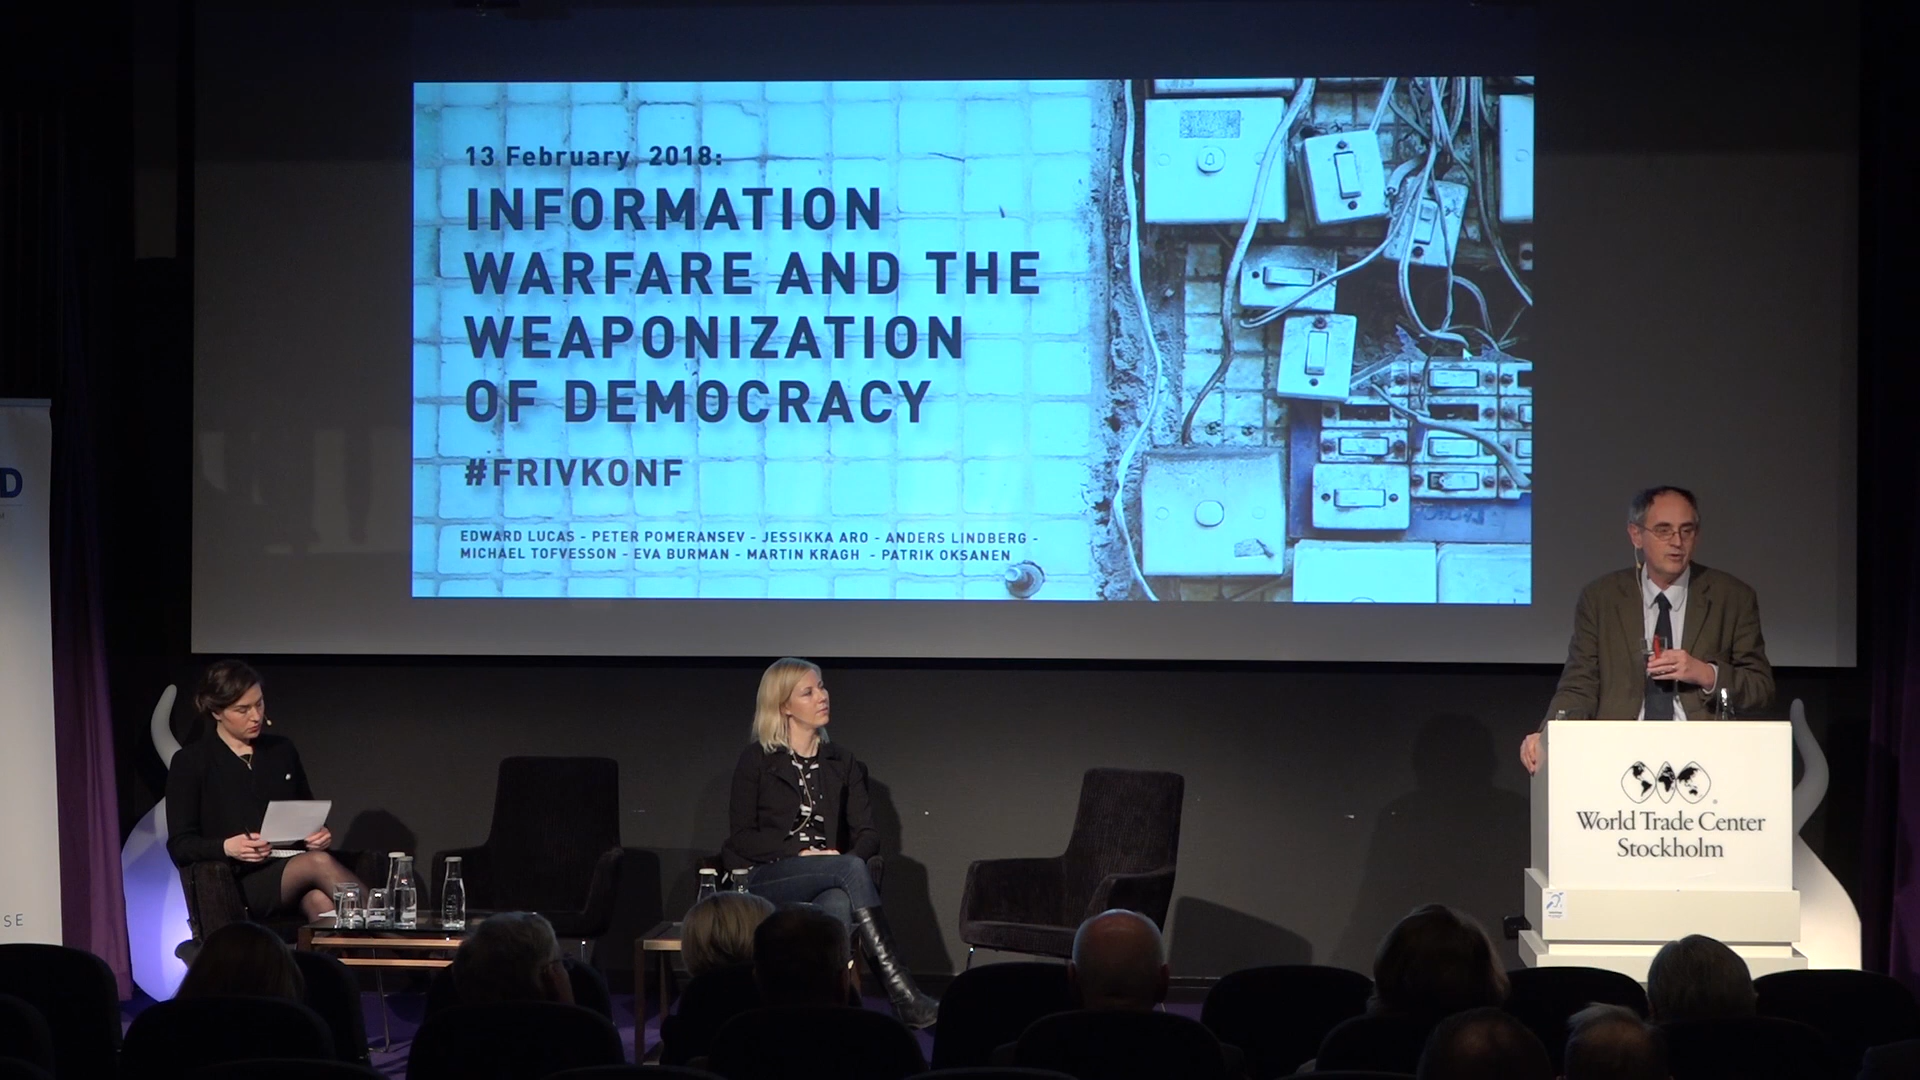 13 February 2018:
INFORMATION
WARFARE AND THE
WEAPONIZATION
OF DEMOCRACY
#FRIVKONF
EDWARD LUCAS - PETER POMERANSEV - JESSIKKA ARO - ANDERS LINDBERG -
MICHAEL TOFVESSON - EVA BURMAN - MARTIN KRAGH - PATRIK OKSANEN
D
SE
World Trade Center
Stockholm